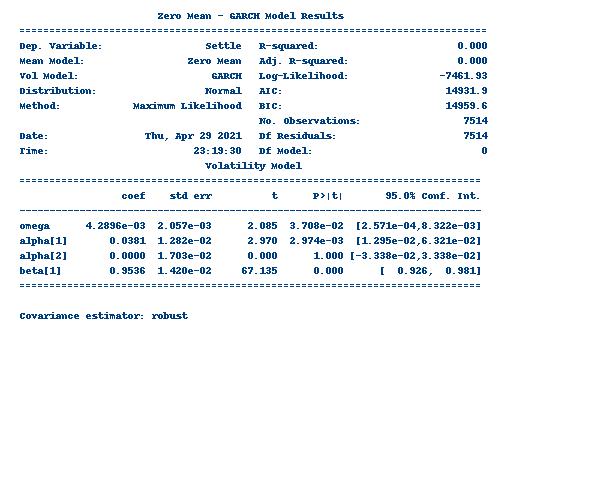 Zero Mean - GARCH Model Results
==============================================================================
Dep. Variable: Settle R-squared: 0.000
Mean Model: Zero Mean Adj. R-squared: 0.000
Vol Model: GARCH Log-Likelihood: -7461.93
Distribution: Normal AIC: 14931.9
Method: Maximum Likelihood BIC: 14959.6
No. Observations: 7514
Date: Thu, Apr 29 2021 Df Residuals: 7514
Time: 23:19:30 Df Model: 0
Volatility Model
=============================================================================
coef std err t P>|t| 95.0% Conf. Int.
-----------------------------------------------------------------------------
omega 4.2896e-03 2.057e-03 2.085 3.708e-02 [2.571e-04,8.322e-03]
alpha[1] 0.0381 1.282e-02 2.970 2.974e-03 [1.295e-02,6.321e-02]
alpha[2] 0.0000 1.703e-02 0.000 1.000 [-3.338e-02,3.338e-02]
beta[1] 0.9536 1.420e-02 67.135 0.000 [ 0.926, 0.981]
=============================================================================
Covariance estimator: robust